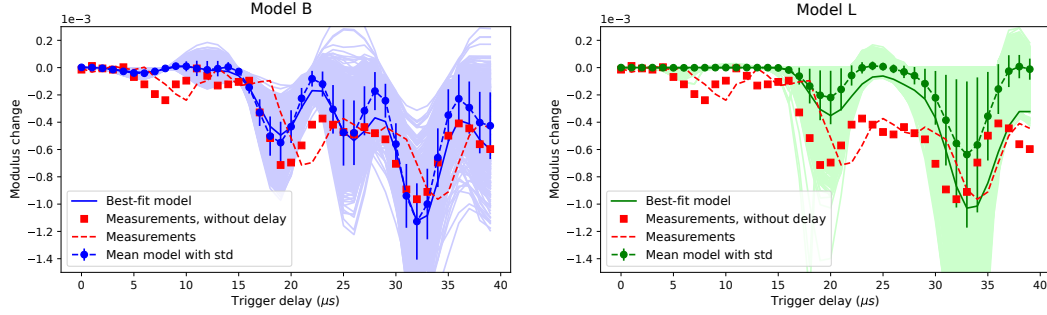 Model B
1e−3
0.2
0.0
−0.2
−0.4
−0.6
−0.8
−1.0
−1.2
−1.4
Modulus change
Best-fit model
Measurements, without delay
Measurements
Mean model with std
0 5 10 15 20 25 30 35 40
Trigger delay (μs)
Model L
1e−3
0.2
0.0
−0.2
−0.4
−0.6
−0.8
−1.0
−1.2
−1.4
Modulus change
Best-fit model
Measurements, without delay
Measurements
Mean model with std
0 5 10 15 20 25 30 35 40
Trigger delay (μs)